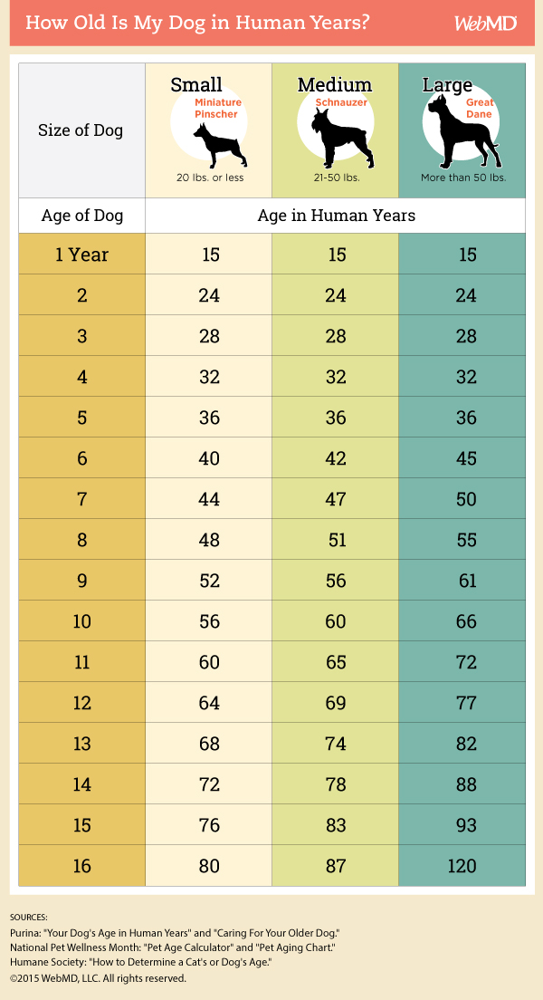 How Old Is My Dog in Human Years?
WebMD
Size of Dog
Small
Miniature
Pinscher
20 lbs. or less
Medium
Schnauzer
21-50 lbs.
Large
Great
Dane
More than 50 lbs.
Age of Dog Age in Human Years
1 Year 15 15 15
2 24 24 24
3 28 28 28
4 32 32 32
5 36 36 36
6 40 42 45
7 44 47 50
8 48 51 55
9 52 56 61
10 56 60 66
11 60 65 72
12 64 69 77
13 68 74 82
14 72 78 88
15 76 83 93
16 80 87 120
SOURCES:
Purina: "Your Dog's Age in Human Years" and "Caring For Your Older Dog."
National Pet Wellness Month: "Pet Age Calculator" and "Pet Aging Chart."
Humane Society: "How to Determine a Cat's or Dog's Age."
©2015 WebMD, LLC. All rights reserved.